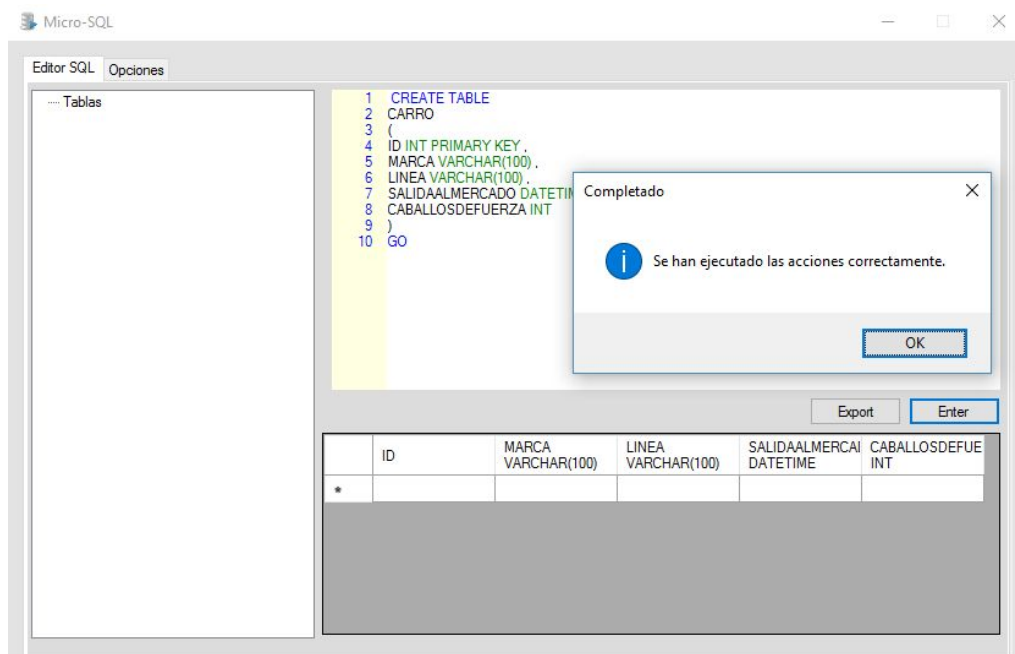 Micro-SQL
Editor SQL Opciones
Tablas
1 CREATE TABLE
2 CARRO
3 (
4 ID INT PRIMARY KEY ,
5 MARCA VARCHAR(100) ,
6 LINEA VARCHAR(100) ,
7 SALIDAALMERCADO DATETIM
8 CABALLOSDEFUERZA INT
9 )
10 GO
Completado
Se han ejecutado las acciones correctamente.
OK
Export Enter
ID MARCA VARCHAR(100) LINEA VARCHAR(100) SALIDAALMERCAI DATETIME CABALLOSDEFUE INT
*